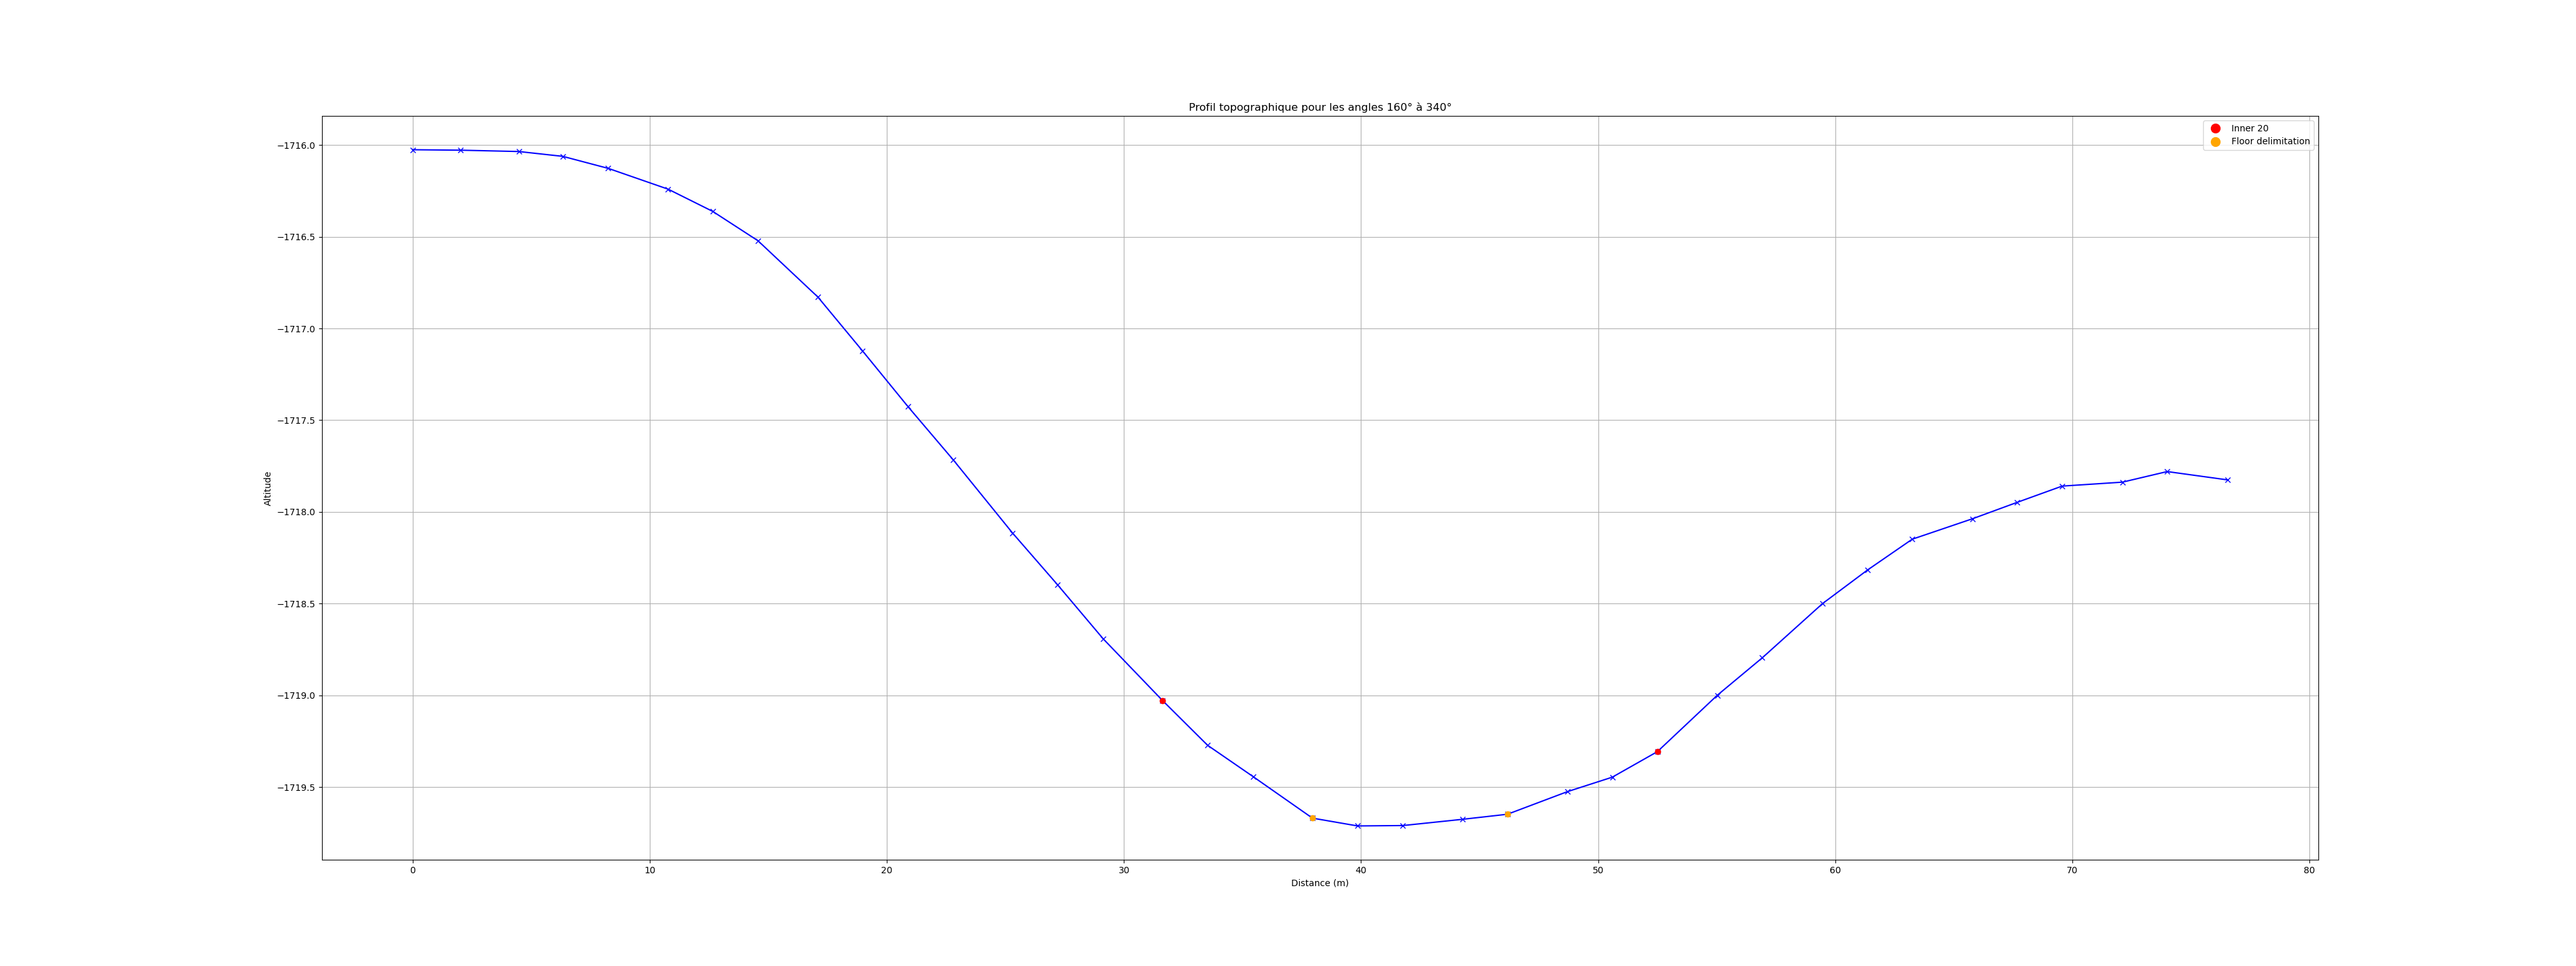 Profil topographique pour les angles 160° à 340°
Inner 20
Floor delimitation
Altitude
−1716.0
−1716.5
−1717.0
−1717.5
−1718.0
−1718.5
−1719.0
−1719.5
0 10 20 30 40 50 60 70 80
Distance (m)